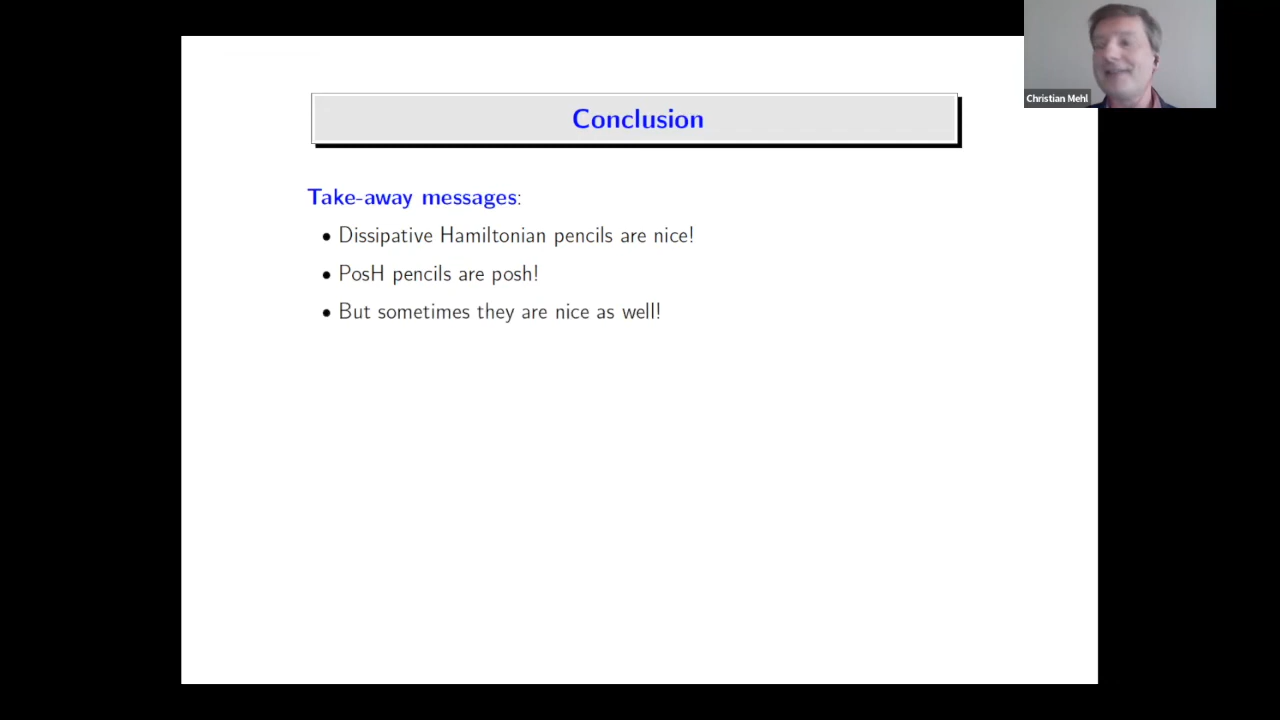 Christian Mehl
Conclusion
Take-away messages:
• Dissipative Hamiltonian pencils are nice!
• PosH pencils are posh!
• But sometimes they are nice as well!